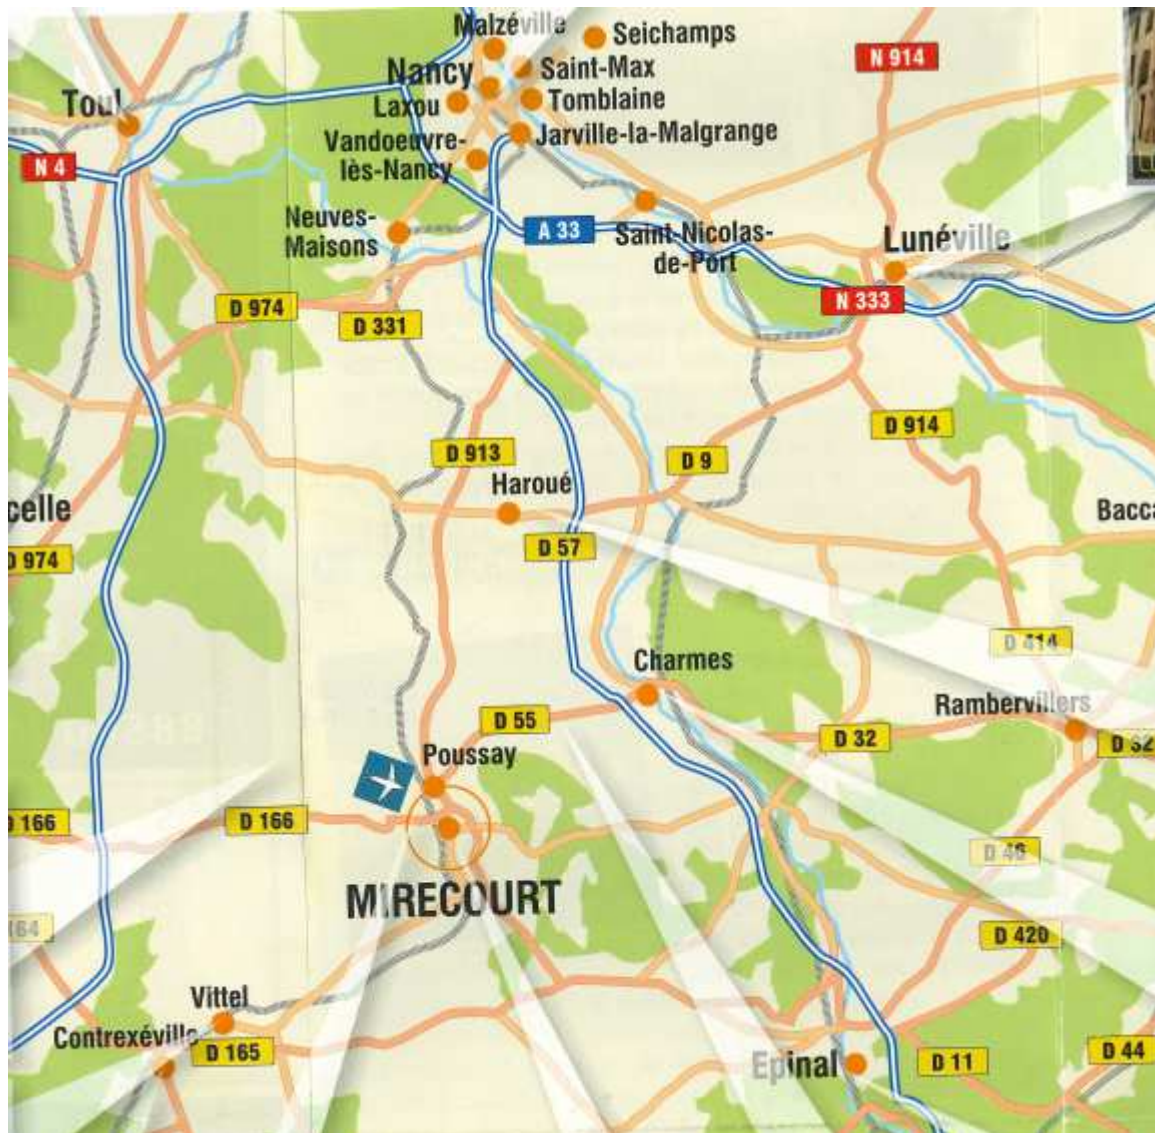 Malzéville
Seichamps
N 914
Nancy
Saint-Max
Toul
Laxou
Tomblaine
Vandoeuvre-
lès-Nancy
Jarville-la-Malgrange
N 4
Neuves-
Maisons
A 33
Saint-Nicolas-
de-Port
Lunéville
D 974
D 331
N 333
D 913
D 9
D 914
celle
Haroué
Bacca
D 974
D 57
D 414
Charmes
Rambervillers
D 55
D 32
Poussay
166
D 166
MIRECOURT
D 46
D 420
Vittel
Contrexéville
D 165
Epinal
D 11
D 44